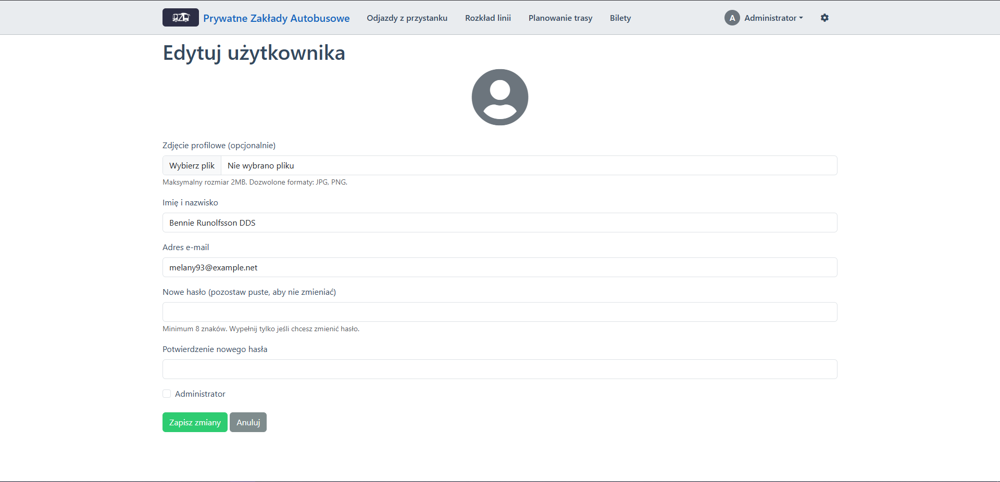 PZA Prywatne Zakłady Autobusowe Odjazdy z przystanku Rozkład linii Planowanie trasy Bilety A Administrator
Edytuj użytkownika
Zdjęcie profilowe (opcjonalnie)
Wybierz plik Nie wybrano pliku
Maksymalny rozmiar 2MB. Dozwolone formaty: JPG, PNG.
Imię i nazwisko
Bennie Runolfsson DDS
Adres e-mail
melany93@example.net
Nowe hasło (pozostaw puste, aby nie zmieniać)
Minimum 8 znaków. Wypełnij tylko jeśli chcesz zmienić hasło.
Potwierdzenie nowego hasła
Administrator
Zapisz zmiany Anuluj